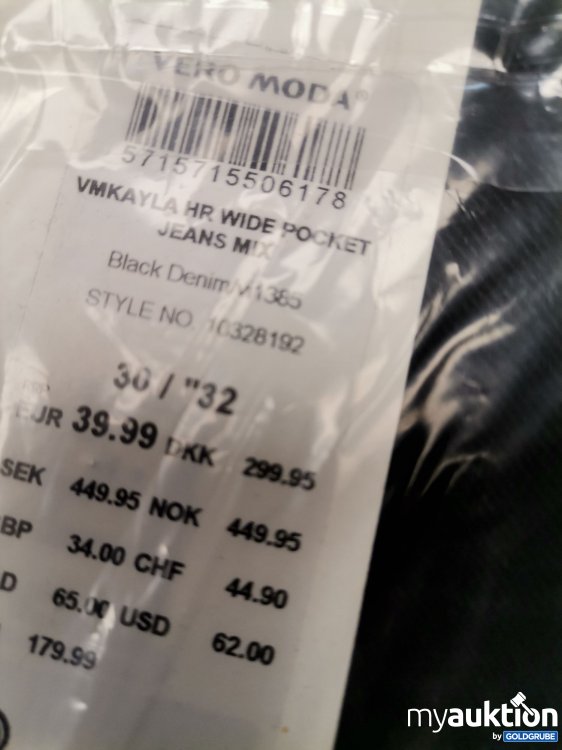 VERO MODA®
5715715506178
VMKAYLA HR WIDE POCKET
JEANS MIX
Black Denim/v1385
STYLE NO. 10328192
30 / "32
EUR 39.99 DKK 299.95
SEK 449.95 NOK 449.95
BP 34.00 CHF 44.90
D 65.00 USD 62.00
179.99
myauktion
by GOLDGRUBE